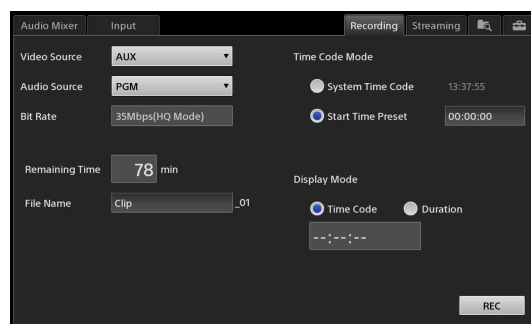 Audio Mixer Input Recording Streaming
Video Source AUX Time Code Mode
Audio Source PGM System Time Code 13:37:55
Bit Rate 35Mbps(HQ Mode) Start Time Preset 00:00:00
Remaining Time 78 min
Display Mode
File Name Clip _01 Time Code Duration
--:--:--
REC